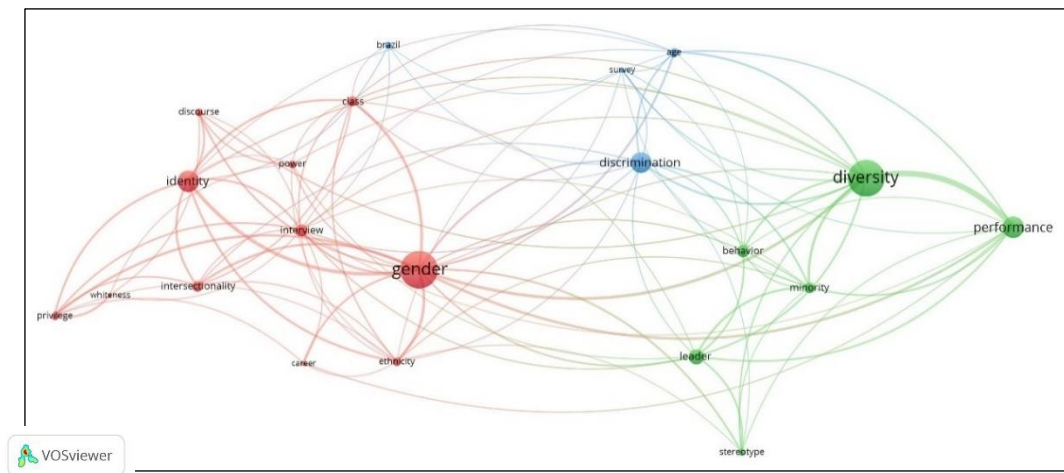 brazil
age
survey
class
discourse
power
discrimination
identity
diversity
performance
interview
behavior
gender
intersectionality
minority
whiteness
privilege
leader
career
ethnicity
stereotype
VOSviewer